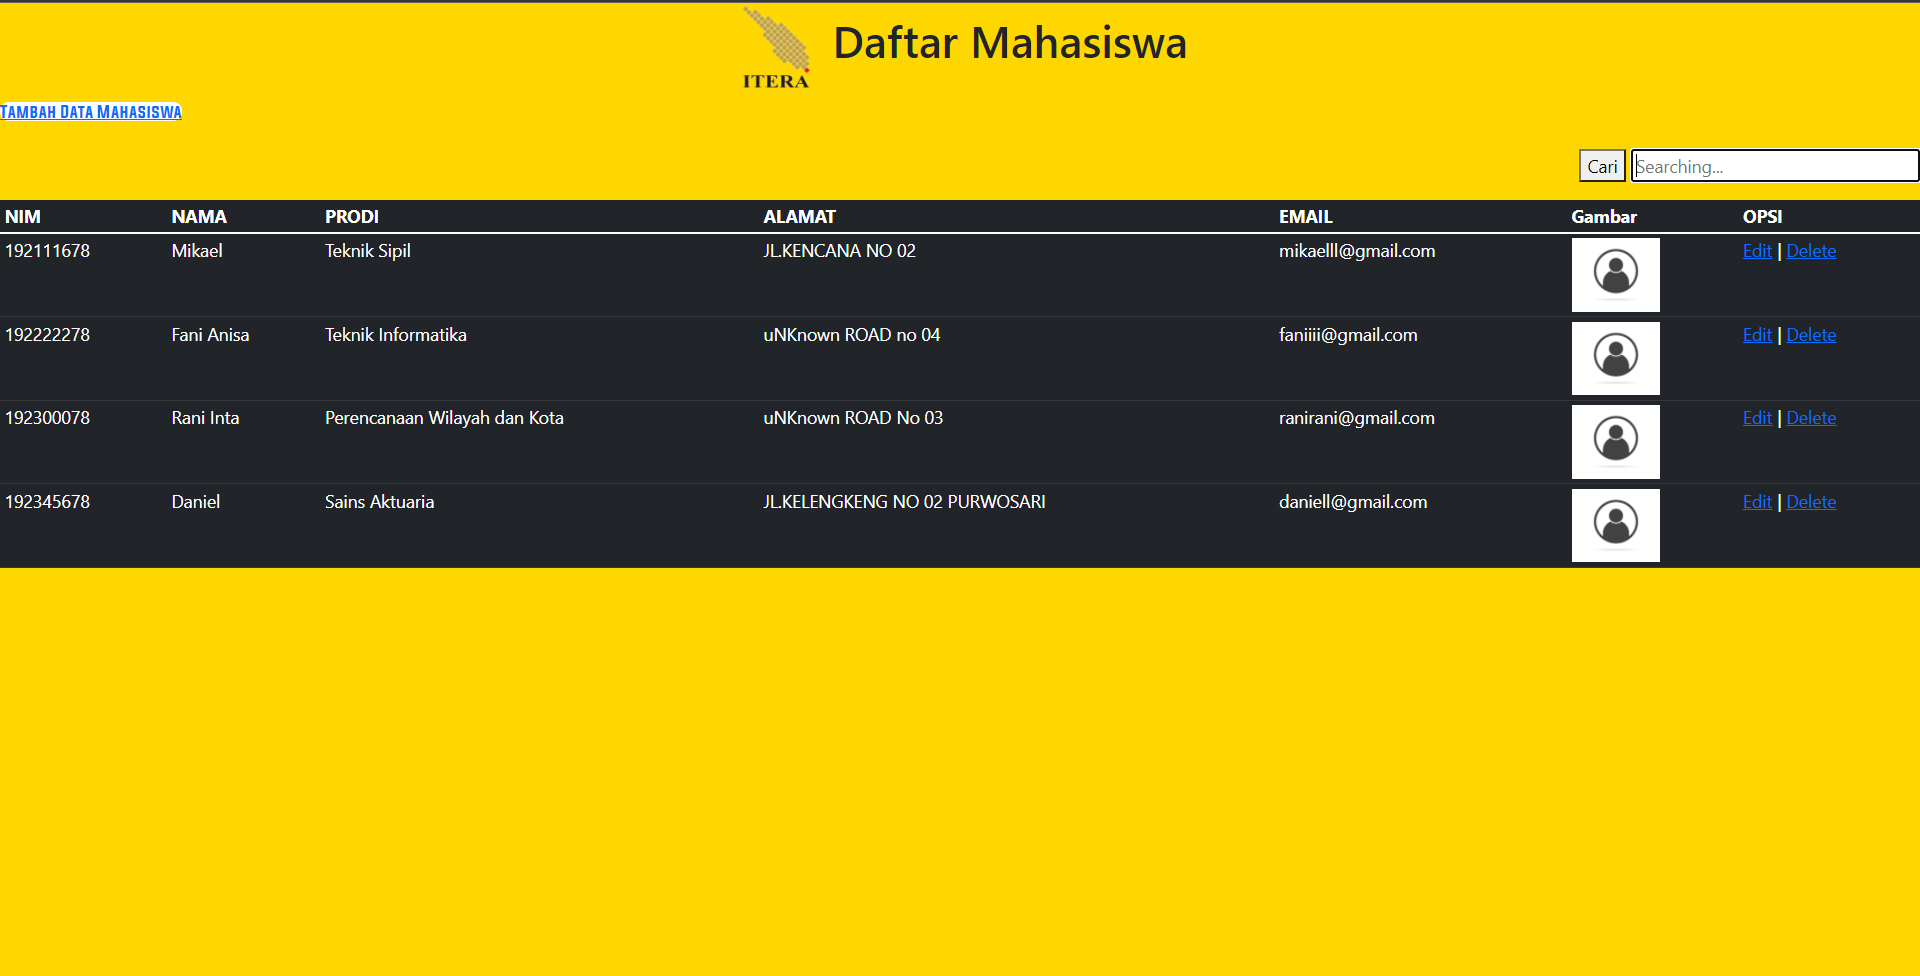 ITERA
Daftar Mahasiswa
Tambah Data Mahasiswa
Cari Searching...
NIM NAMA PRODI ALAMAT EMAIL Gambar OPSI
192111678 Mikael Teknik Sipil JL.KENCANA NO 02 mikaelll@gmail.com Edit | Delete
192222278 Fani Anisa Teknik Informatika uNKnown ROAD no 04 faniiii@gmail.com Edit | Delete
192300078 Rani Inta Perencanaan Wilayah dan Kota uNKnown ROAD No 03 ranirani@gmail.com Edit | Delete
192345678 Daniel Sains Aktuaria JL.KELENGKENG NO 02 PURWOSARI daniell@gmail.com Edit | Delete